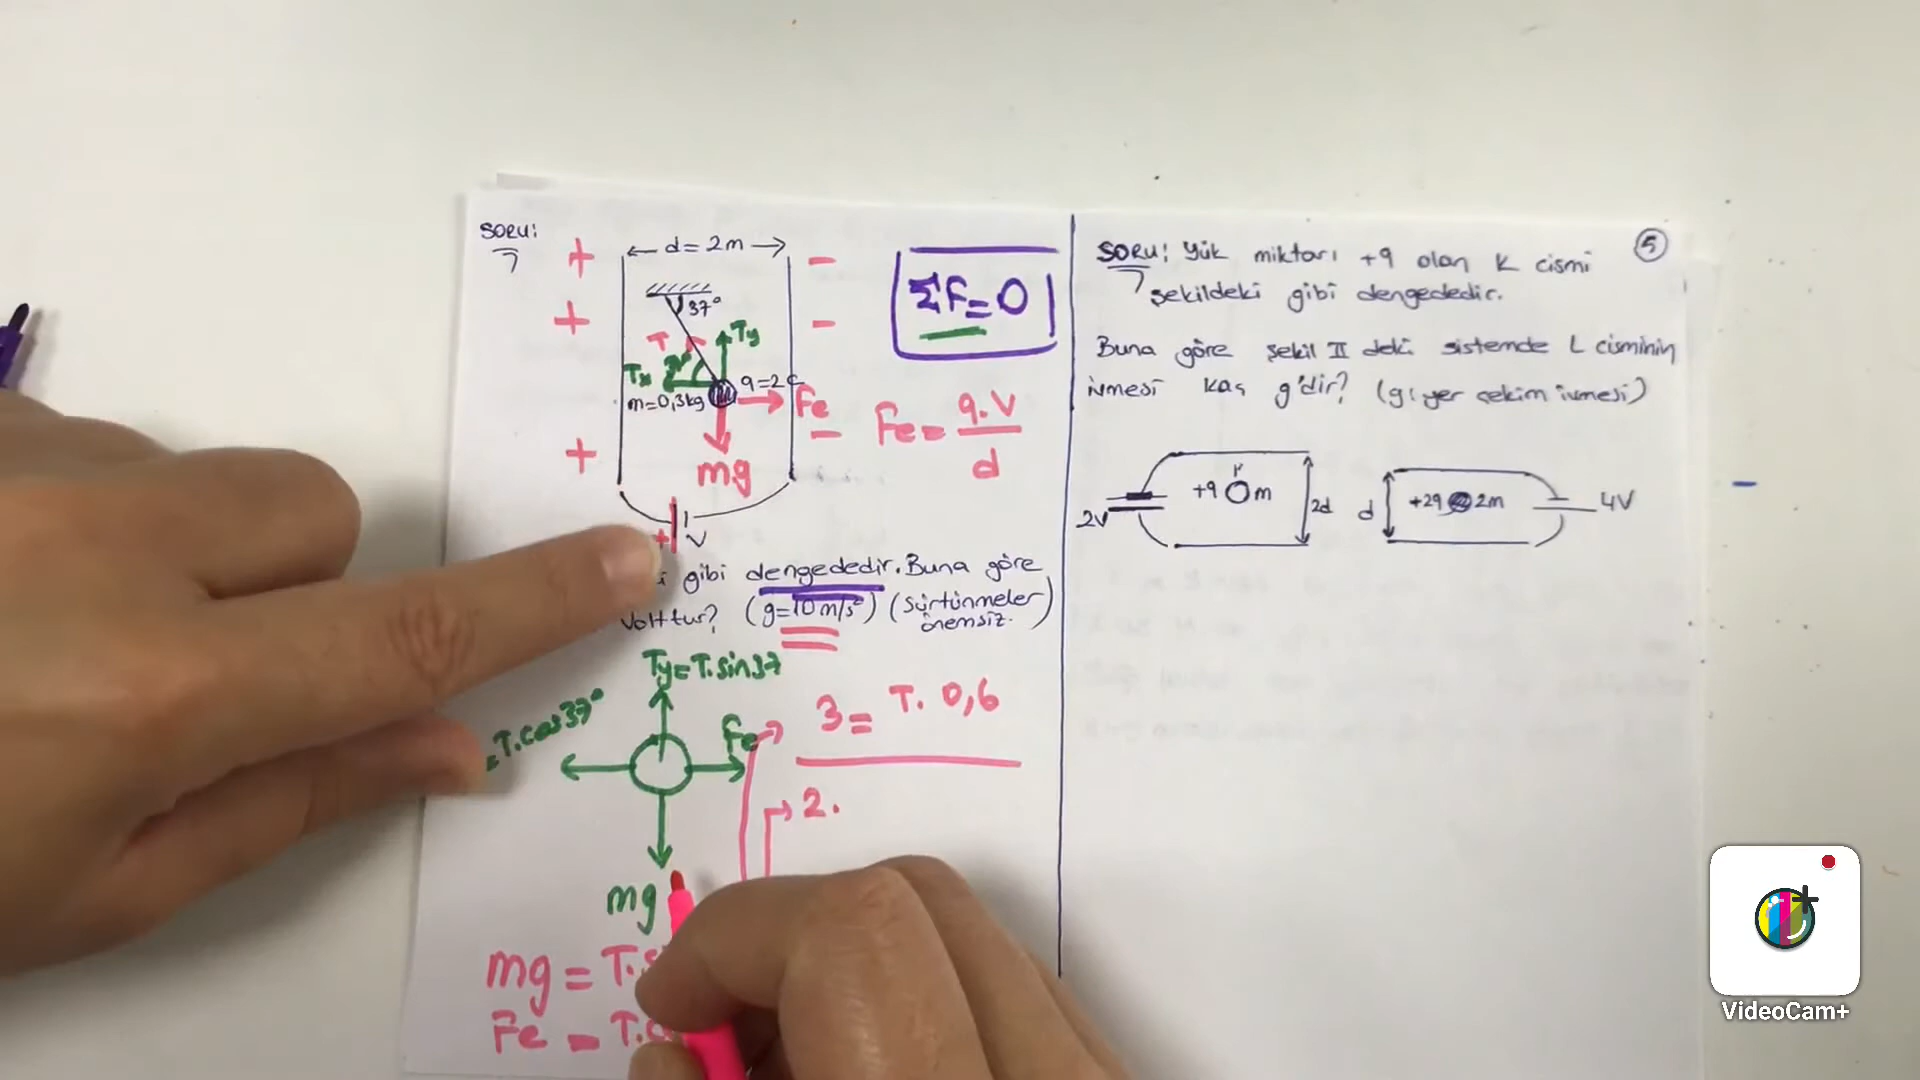 SORU:
d = 2m
+ + +
- - -
37°
T
Ty
Tx
q=2c
m=0,3kg
Fe
mg
+
V
gibi dengededir. Buna göre
Volttur? (g=10m/s²) (Sürtünmeler önemsiz.)
ΣF=0
Fe = q.V / d
Ty=T.sin37
=T.cos37°
Fe
mg
3 = T. 0,6
2.
mg = T.
Fe = T.
5
SORU: Yük miktarı +q olan K cismi
şekildeki gibi dengededir.
Buna göre şekil II deki sistemde L cisminin
ivmesi kaç g'dir? (g: yer çekim ivmesi)
2V
+q
K
m
2d
d
+2q
2m
4V
VideoCam+